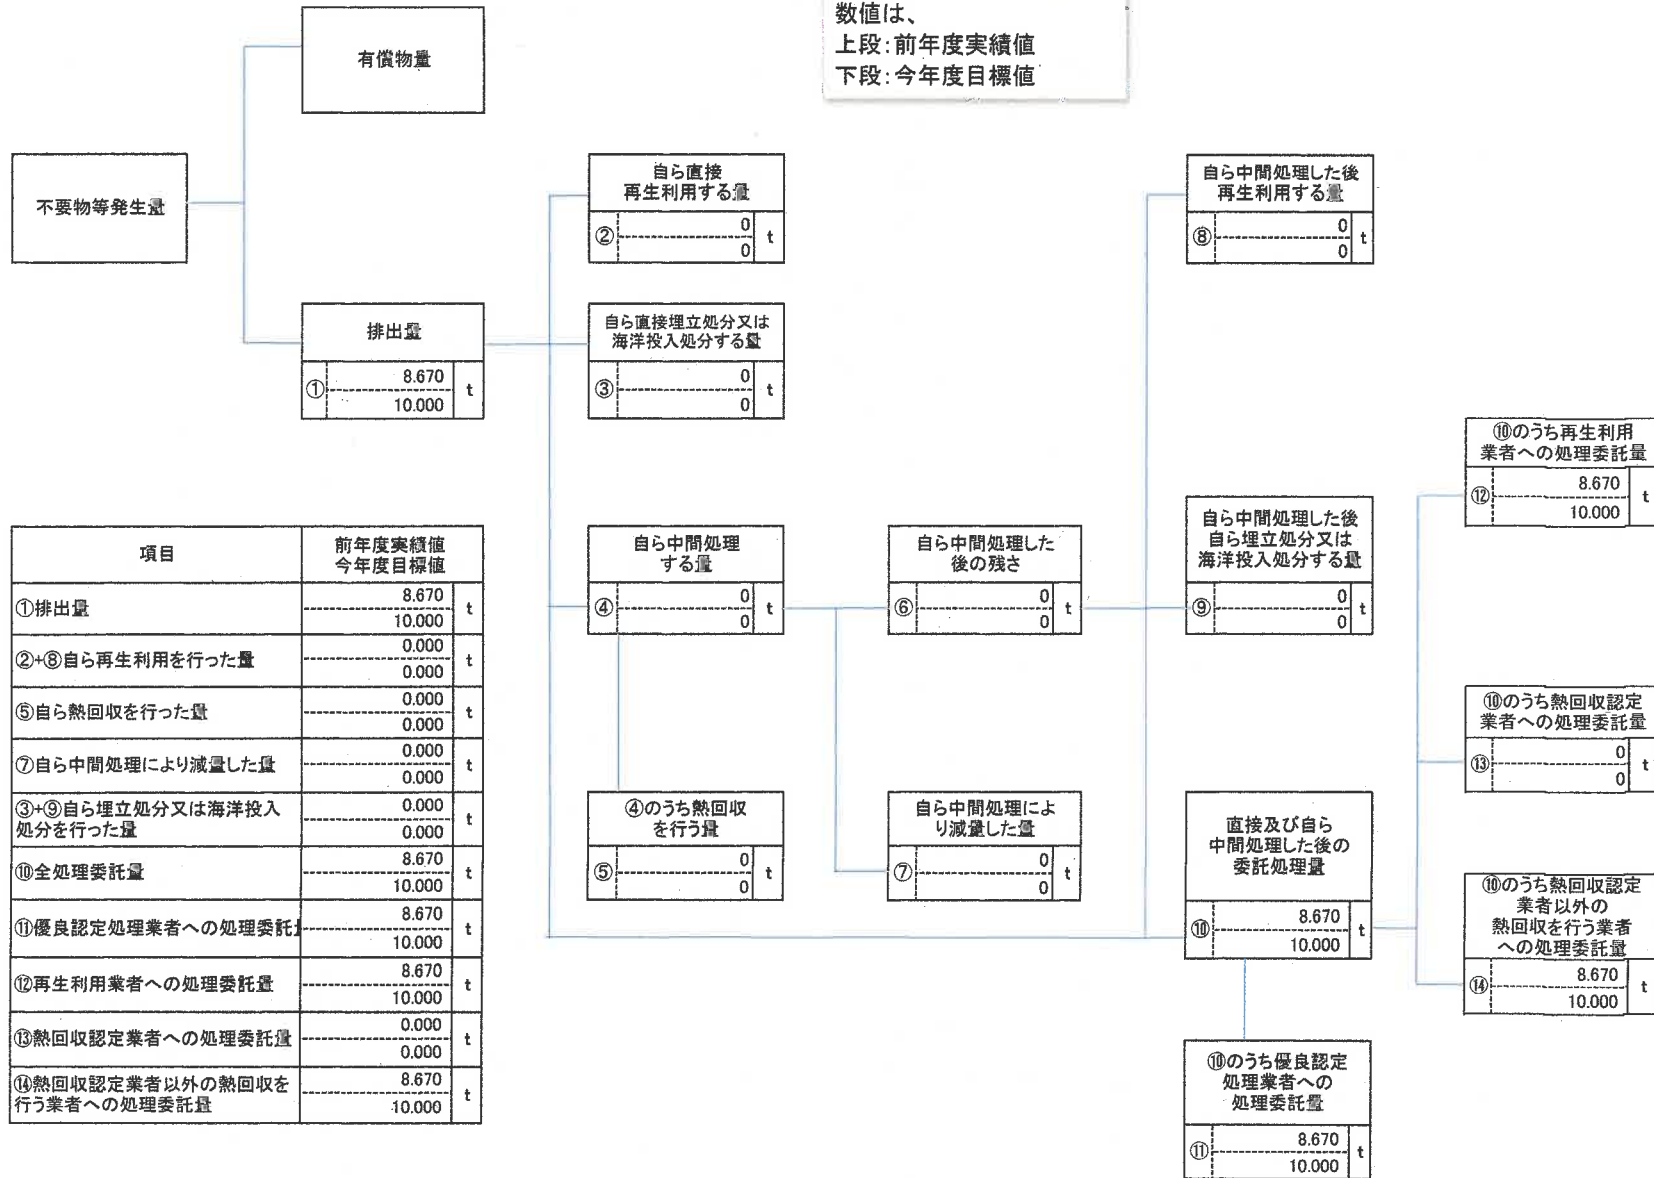 数値は、
上段:前年度実績値
下段:今年度目標値
有償物量
不要物等発生量
排出量
① 8.670 t
10.000
自ら直接
再生利用する量
② 0 t
0
自ら直接埋立処分又は
海洋投入処分する量
③ 0 t
0
自ら中間処理した後
再生利用する量
⑧ 0 t
0
自ら中間処理
する量
④ 0 t
0
自ら中間処理した
後の残さ
⑥ 0 t
0
自ら中間処理した後
自ら埋立処分又は
海洋投入処分する量
⑨ 0 t
0
④のうち熱回収
を行う量
⑤ 0 t
0
自ら中間処理によ
り減量した量
⑦ 0 t
0
直接及び自ら
中間処理した後の
委託処理量
⑩ 8.670 t
10.000
⑩のうち優良認定
処理業者への
処理委託量
⑪ 8.670 t
10.000
⑩のうち再生利用
業者への処理委託量
⑫ 8.670 t
10.000
⑩のうち熱回収認定
業者への処理委託量
⑬ 0 t
0
⑩のうち熱回収認定
業者以外の
熱回収を行う業者
への処理委託量
⑭ 8.670 t
10.000
項目 前年度実績値
今年度目標値
①排出量 8.670 t
10.000
②+⑧自ら再生利用を行った量 0.000 t
0.000
⑤自ら熱回収を行った量 0.000 t
0.000
⑦自ら中間処理により減量した量 0.000 t
0.000
③+⑨自ら埋立処分又は海洋投入 0.000 t
処分を行った量 0.000
⑩全処理委託量 8.670 t
10.000
⑪優良認定処理業者への処理委託 8.670 t
10.000
⑫再生利用業者への処理委託量 8.670 t
10.000
⑬熱回収認定業者への処理委託量 0.000 t
0.000
⑭熱回収認定業者以外の熱回収を 8.670 t
行う業者への処理委託量 10.000